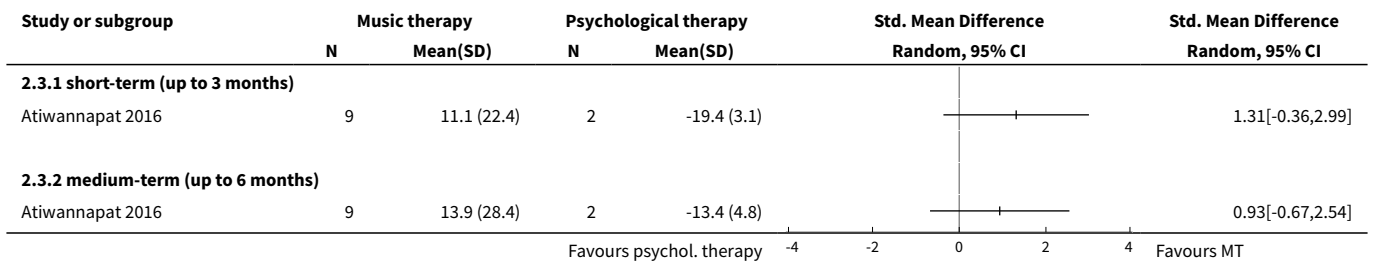 Study or subgroup Music therapy Psychological therapy Std. Mean Difference Std. Mean Difference
N Mean(SD) N Mean(SD) Random, 95% CI Random, 95% CI
2.3.1 short-term (up to 3 months)
Atiwannapat 2016 9 11.1 (22.4) 2 -19.4 (3.1) 1.31[-0.36,2.99]
2.3.2 medium-term (up to 6 months)
Atiwannapat 2016 9 13.9 (28.4) 2 -13.4 (4.8) 0.93[-0.67,2.54]
Favours psychol. therapy -4 -2 0 2 4 Favours MT